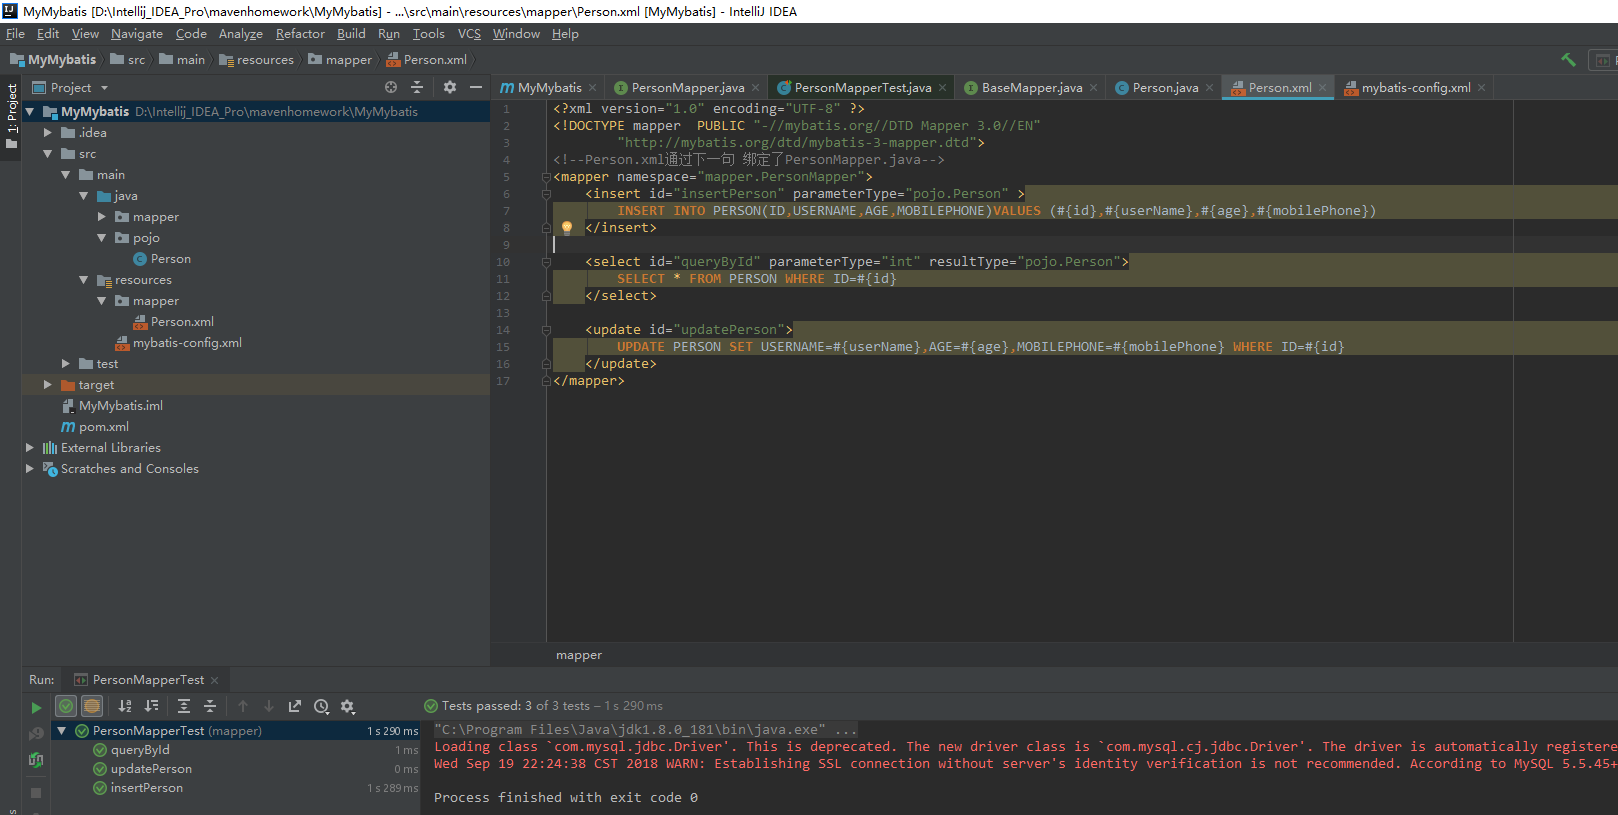 MyMybatis [D:\Intellij_IDEA_Pro\mavenhomework\MyMybatis] - ...\src\main\resources\mapper\Person.xml [MyMybatis] - IntelliJ IDEA
File Edit View Navigate Code Analyze Refactor Build Run Tools VCS Window Help
MyMybatis src main resources mapper Person.xml
1: Project
Project
MyMybatis D:\Intellij_IDEA_Pro\mavenhomework\MyMybatis
.idea
src
main
java
mapper
pojo
Person
resources
mapper
Person.xml
mybatis-config.xml
test
target
MyMybatis.iml
pom.xml
External Libraries
Scratches and Consoles
MyMybatis PersonMapper.java PersonMapperTest.java BaseMapper.java Person.java Person.xml mybatis-config.xml
1 <?xml version="1.0" encoding="UTF-8" ?>
2 <!DOCTYPE mapper PUBLIC "-//mybatis.org//DTD Mapper 3.0//EN"
3 "http://mybatis.org/dtd/mybatis-3-mapper.dtd">
4 <!--Person.xml通过下一句 绑定了PersonMapper.java-->
5 <mapper namespace="mapper.PersonMapper">
6 <insert id="insertPerson" parameterType="pojo.Person" >
7 INSERT INTO PERSON(ID,USERNAME,AGE,MOBILEPHONE)VALUES (#{id},#{userName},#{age},#{mobilePhone})
8 </insert>
9
10 <select id="queryById" parameterType="int" resultType="pojo.Person">
11 SELECT * FROM PERSON WHERE ID=#{id}
12 </select>
13
14 <update id="updatePerson">
15 UPDATE PERSON SET USERNAME=#{userName},AGE=#{age},MOBILEPHONE=#{mobilePhone} WHERE ID=#{id}
16 </update>
17 </mapper>
mapper
Run: PersonMapperTest
Tests passed: 3 of 3 tests – 1 s 290 ms
PersonMapperTest (mapper) 1 s 290 ms
queryById 1 ms
updatePerson 0 ms
insertPerson 1 s 289 ms
"C:\Program Files\Java\jdk1.8.0_181\bin\java.exe" ...
Loading class `com.mysql.jdbc.Driver'. This is deprecated. The new driver class is `com.mysql.cj.jdbc.Driver'. The driver is automatically registere
Wed Sep 19 22:24:38 CST 2018 WARN: Establishing SSL connection without server's identity verification is not recommended. According to MySQL 5.5.45+
Process finished with exit code 0